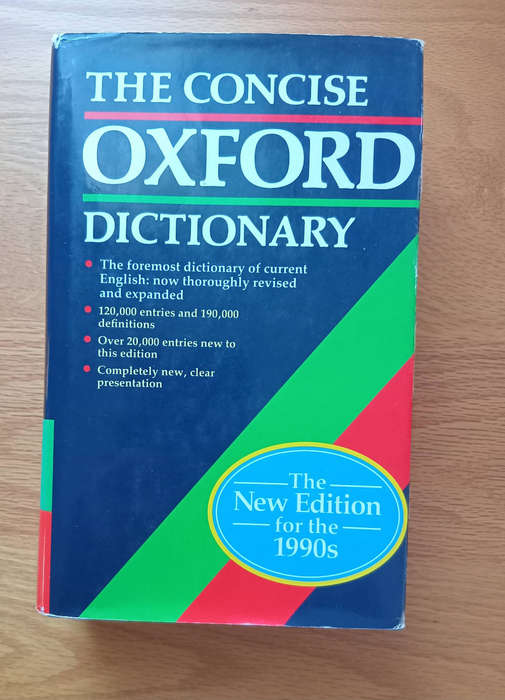 THE CONCISE
OXFORD
DICTIONARY
• The foremost dictionary of current
English: now thoroughly revised
and expanded
• 120,000 entries and 190,000
definitions
• Over 20,000 entries new to
this edition
• Completely new, clear
presentation
The
New Edition
for the
1990s